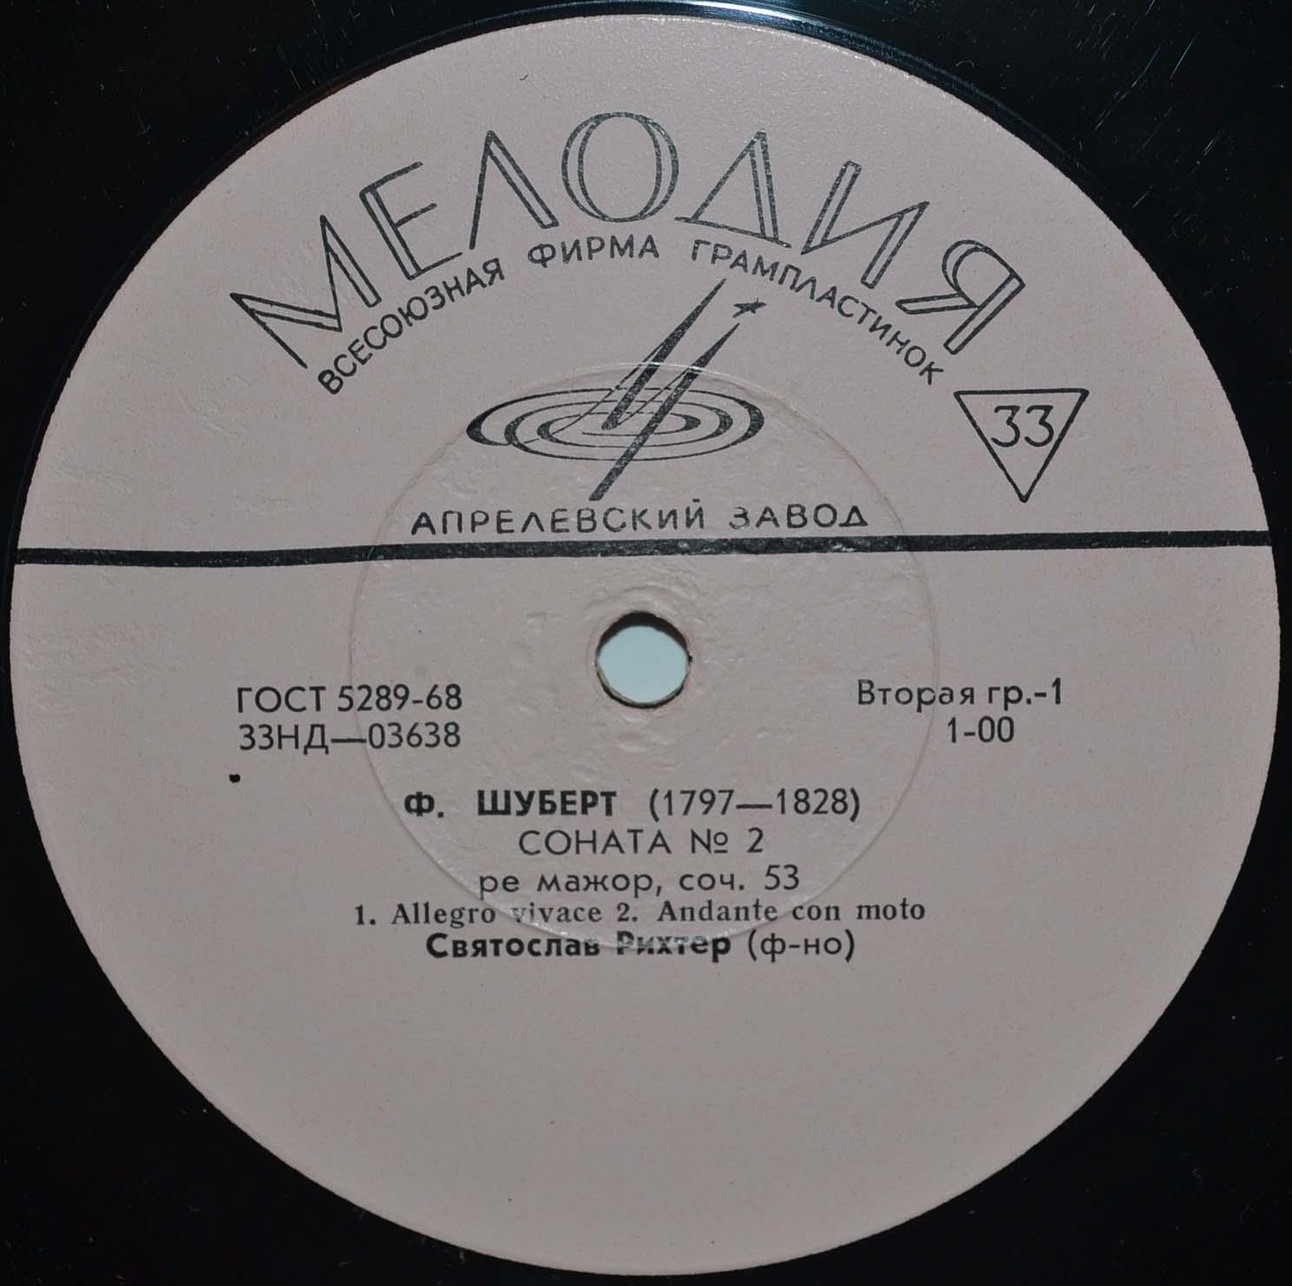 МЕЛОДИЯ
ВСЕСОЮЗНАЯ ФИРМА ГРАМПЛАСТИНОК
33
АПРЕЛЕВСКИЙ ЗАВОД
ГОСТ 5289-68
33НД—03638
Вторая гр.-1
1-00
Ф. ШУБЕРТ (1797—1828)
СОНАТА № 2
ре мажор, соч. 53
1. Allegro vivace 2. Andante con moto
Святослав Рихтер (ф-но)